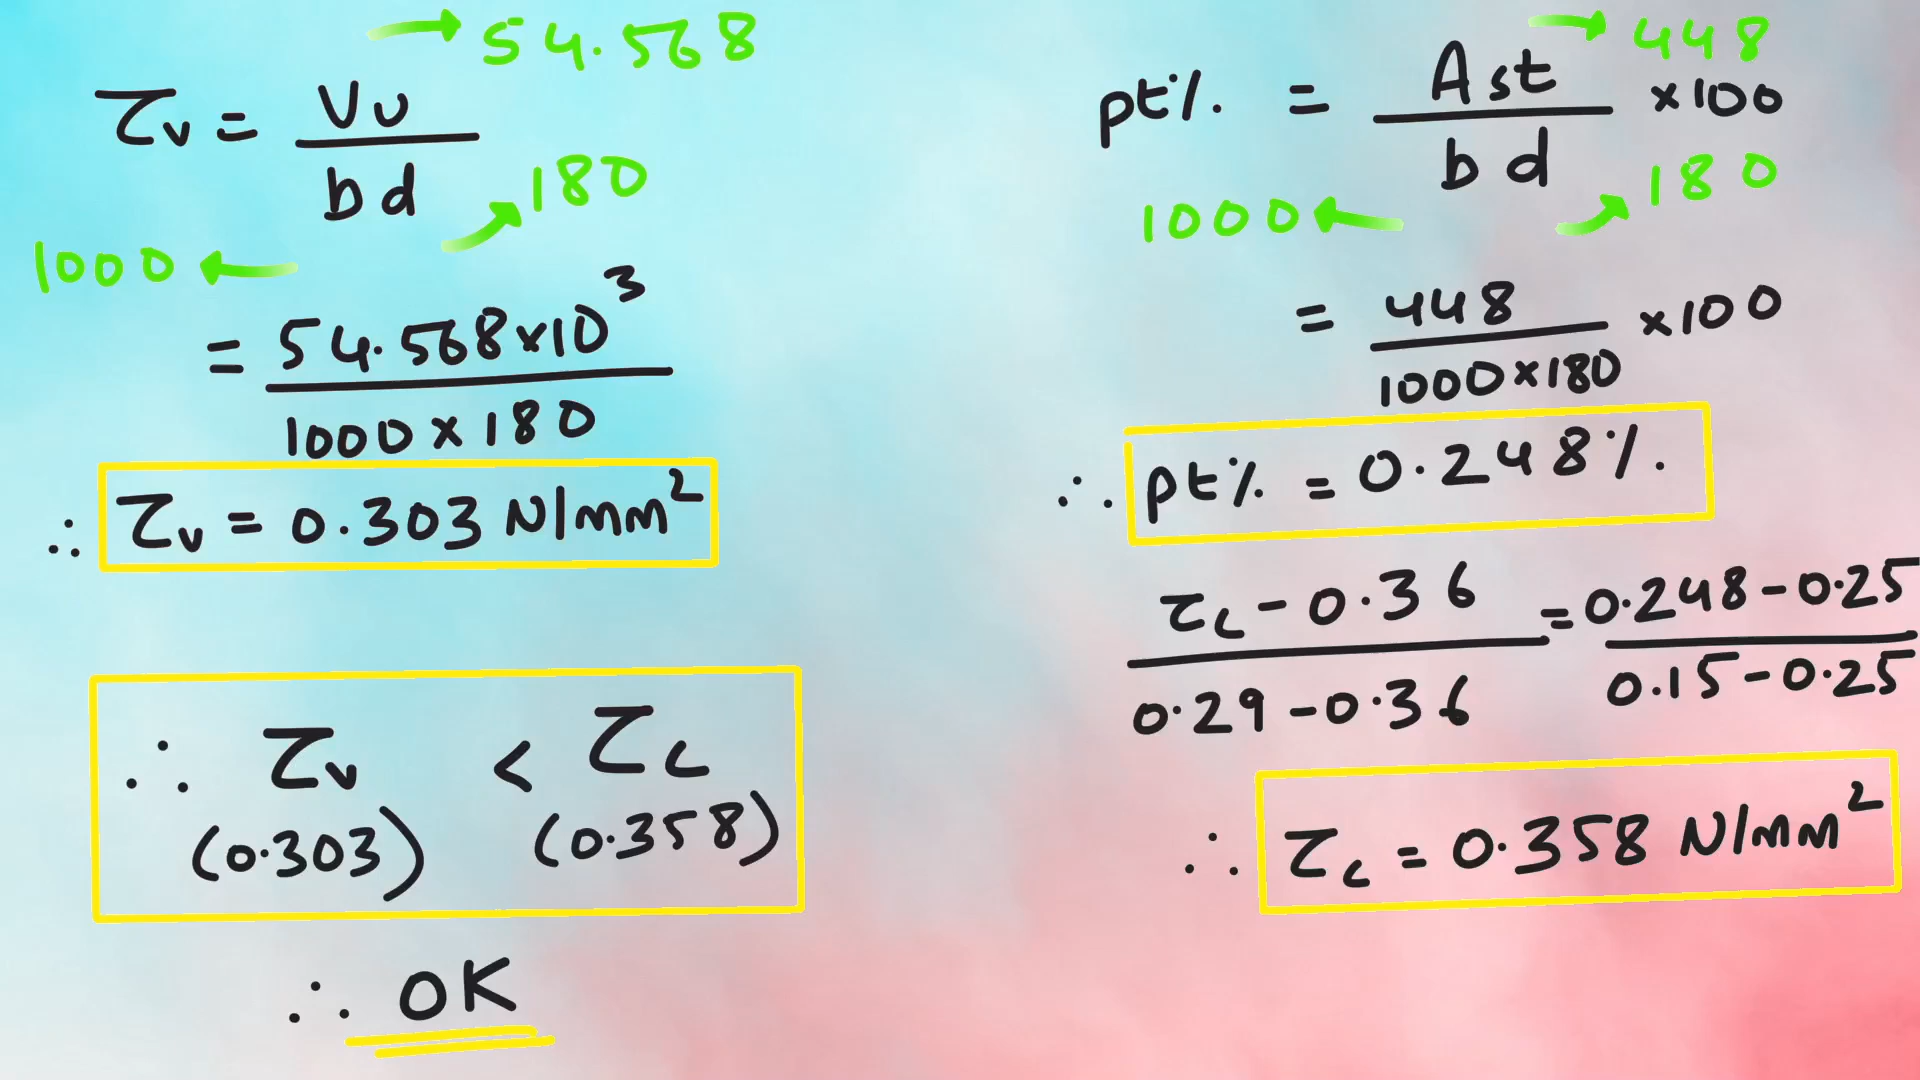 → 54.568
τv = Vu / bd
→ 180
1000 ←
= 54.568×10³ / 1000×180
∴ τv = 0.303 N/mm²
∴ τv < τc
(0.303) (0.358)
∴ OK
→ 448
pt% = Ast / bd ×100
→ 180
1000 ←
= 448 / 1000×180 ×100
∴ pt% = 0.248%.
τc - 0.36 / 0.29 - 0.36 = 0.248 - 0.25 / 0.15 - 0.25
∴ τc = 0.358 N/mm²